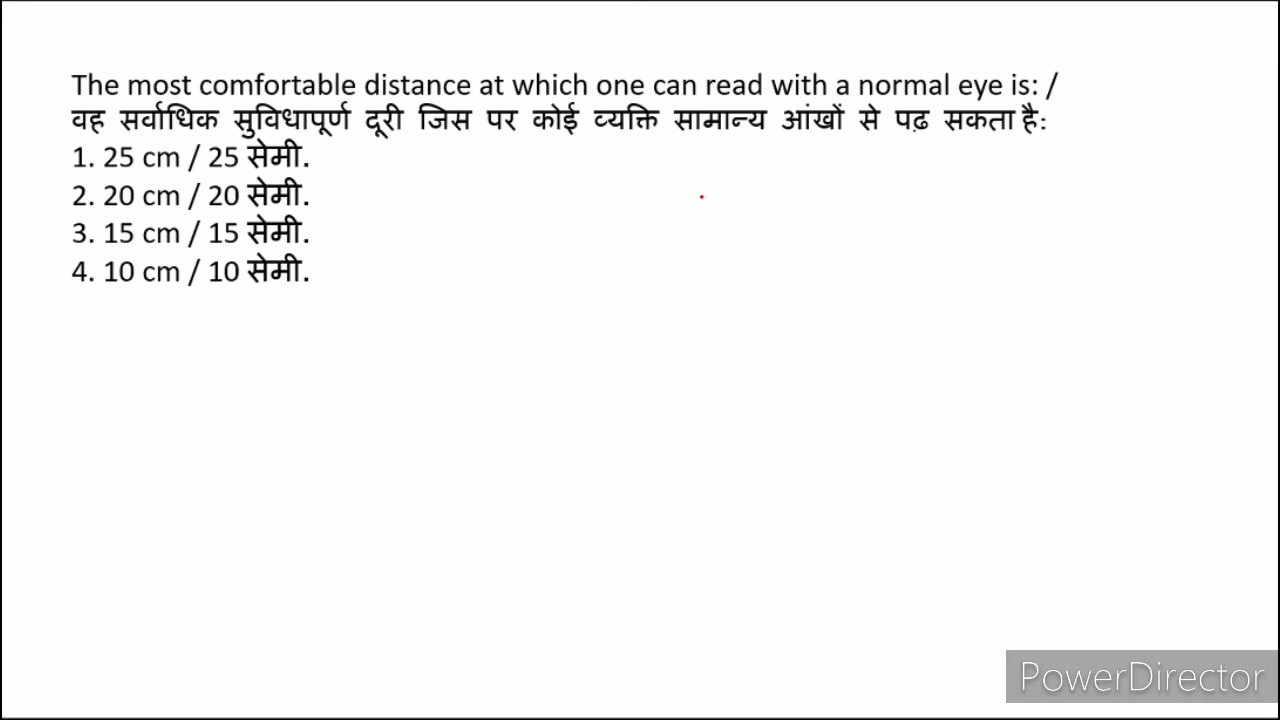 The most comfortable distance at which one can read with a normal eye is: /
वह सर्वाधिक सुविधापूर्ण दूरी जिस पर कोई व्यक्ति सामान्य आंखों से पढ़ सकता है:
1. 25 cm / 25 सेमी.
2. 20 cm / 20 सेमी.
3. 15 cm / 15 सेमी.
4. 10 cm / 10 सेमी.
PowerDirector